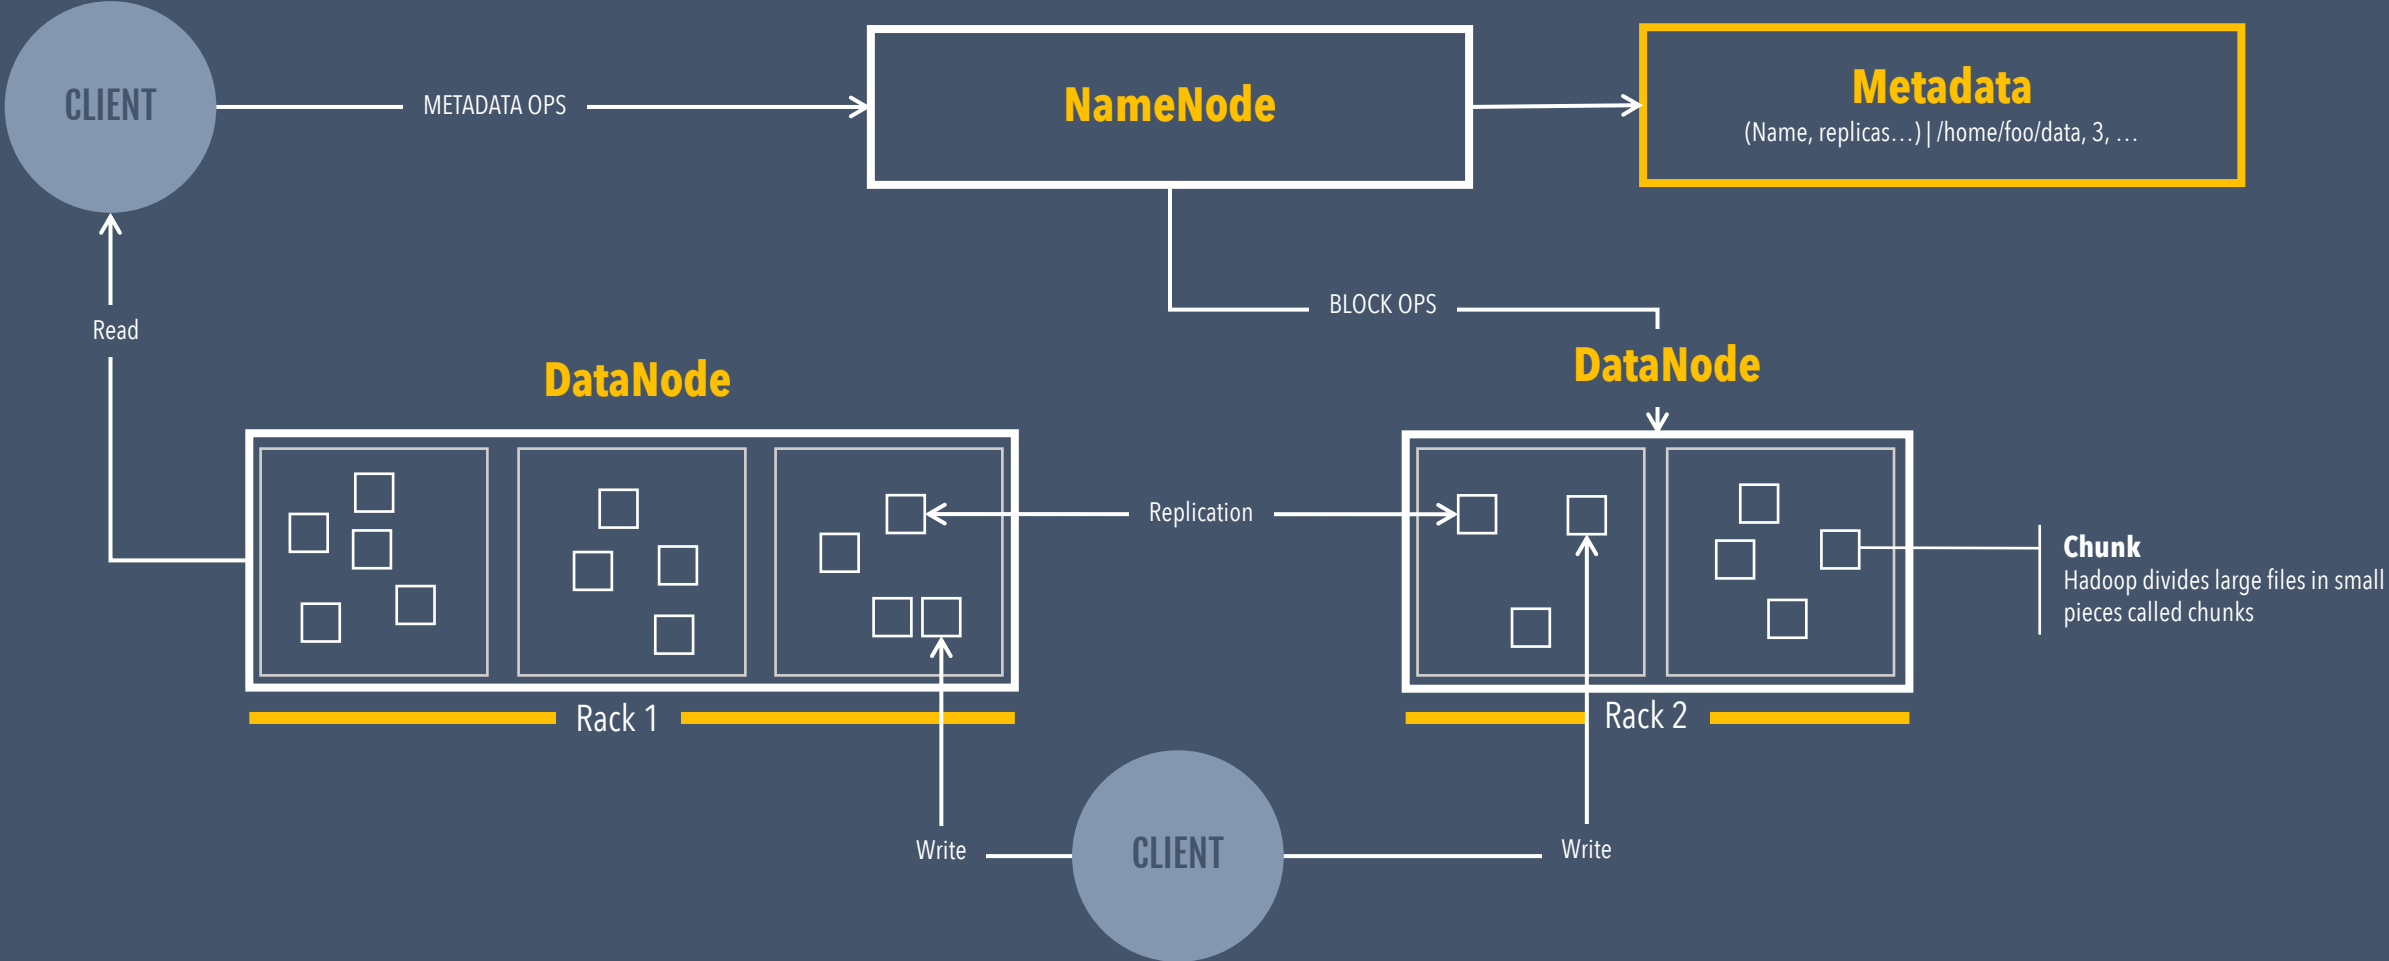 CLIENT
METADATA OPS
NameNode
Metadata
(Name, replicas...) | /home/foo/data, 3, ...
Read
BLOCK OPS
DataNode
DataNode
Replication
Chunk
Hadoop divides large files in small
pieces called chunks
Rack 1
Rack 2
Write
CLIENT
Write